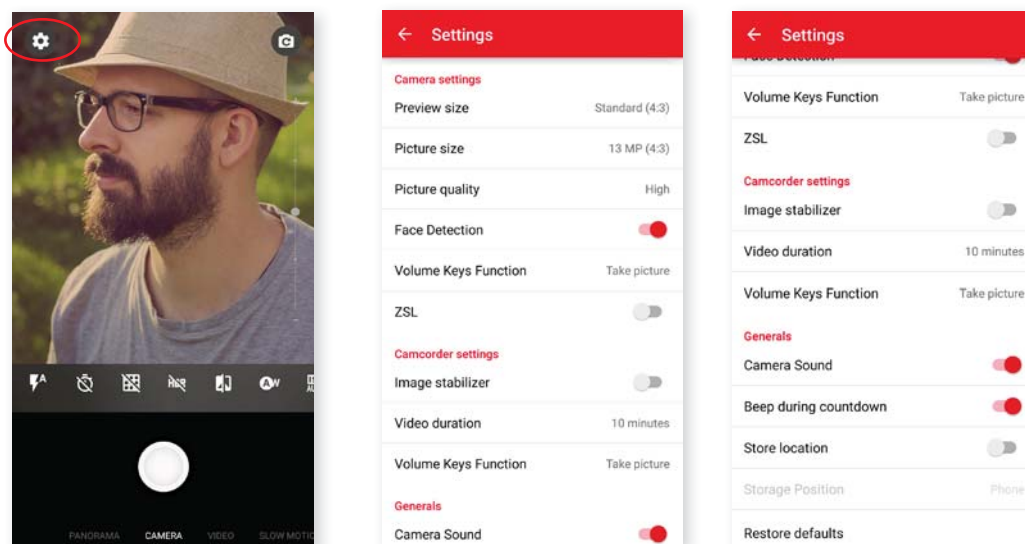 A
HDR
AW
PANORAMA CAMERA VIDEO SLOW MOTIO
Settings
Camera settings
Preview size Standard (4:3)
Picture size 13 MP (4:3)
Picture quality High
Face Detection
Volume Keys Function Take picture
ZSL
Camcorder settings
Image stabilizer
Video duration 10 minutes
Volume Keys Function Take picture
Generals
Camera Sound
Settings
Face Detection
Volume Keys Function Take picture
ZSL
Camcorder settings
Image stabilizer
Video duration 10 minutes
Volume Keys Function Take picture
Generals
Camera Sound
Beep during countdown
Store location
Storage Position Phone
Restore defaults